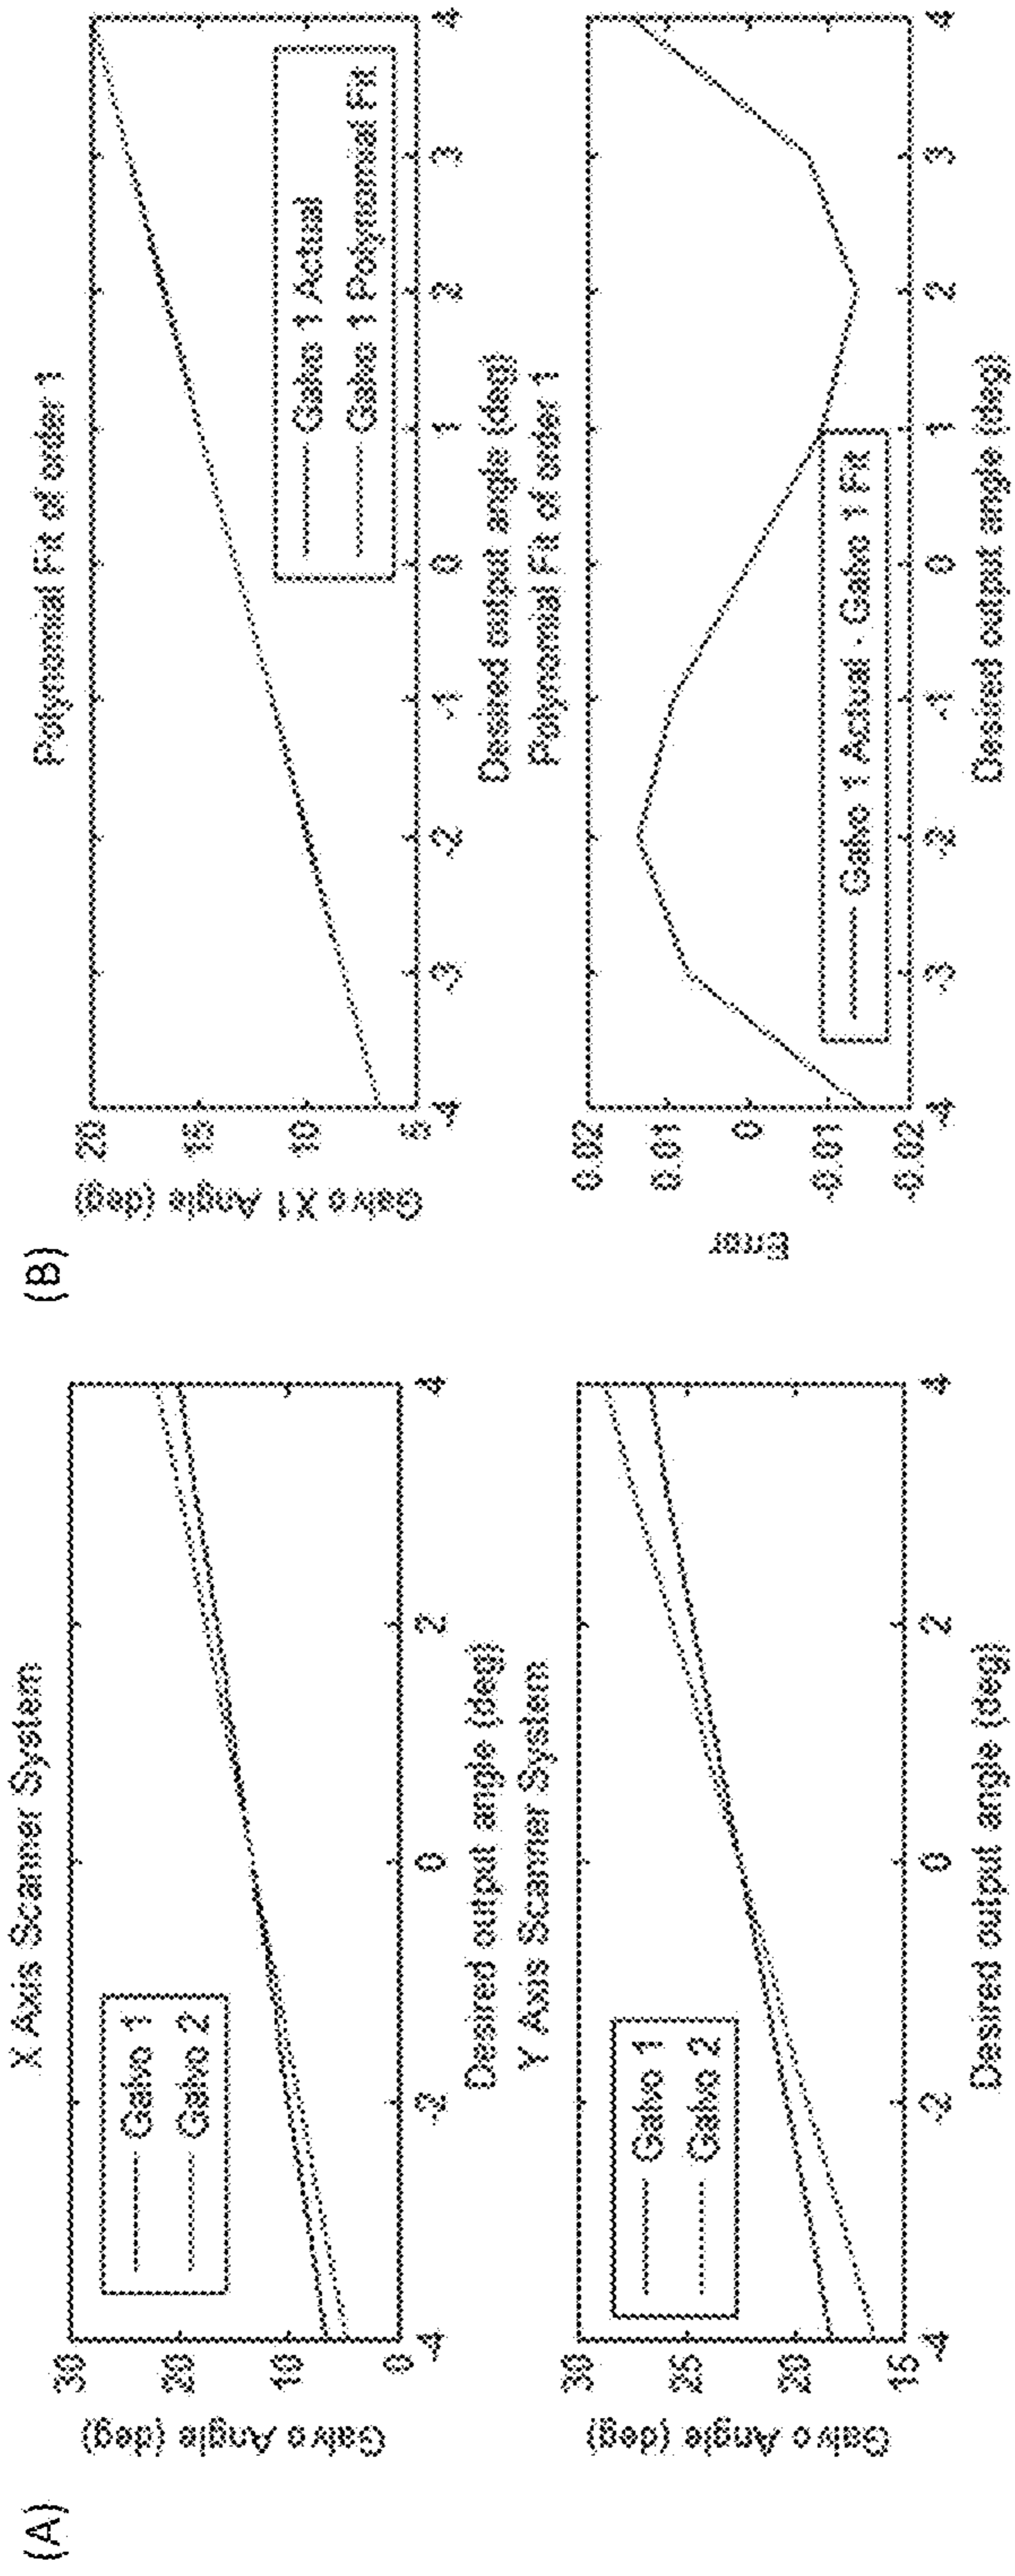 (A)
X Axis Scanner System
Galvo Angle (deg)
30
20
10
0
Galvo 1
Galvo 2
-4
-2
0
2
4
Desired output angle (deg)
Y Axis Scanner System
Galvo Angle (deg)
30
25
20
15
Galvo 1
Galvo 2
-4
-2
0
2
4
Desired output angle (deg)
(B)
Polynomial Fit of order 1
Galvo X1 Angle (deg)
20
15
10
5
Galvo 1 Actual
Galvo 1 Polynomial Fit
-4
-3
-2
-1
0
1
2
3
4
Desired output angle (deg)
Polynomial Fit of order 1
Error
0.02
0.01
0
-0.01
-0.02
Galvo 1 Actual - Galvo 1 Fit
-4
-3
-2
-1
0
1
2
3
4
Desired output angle (deg)